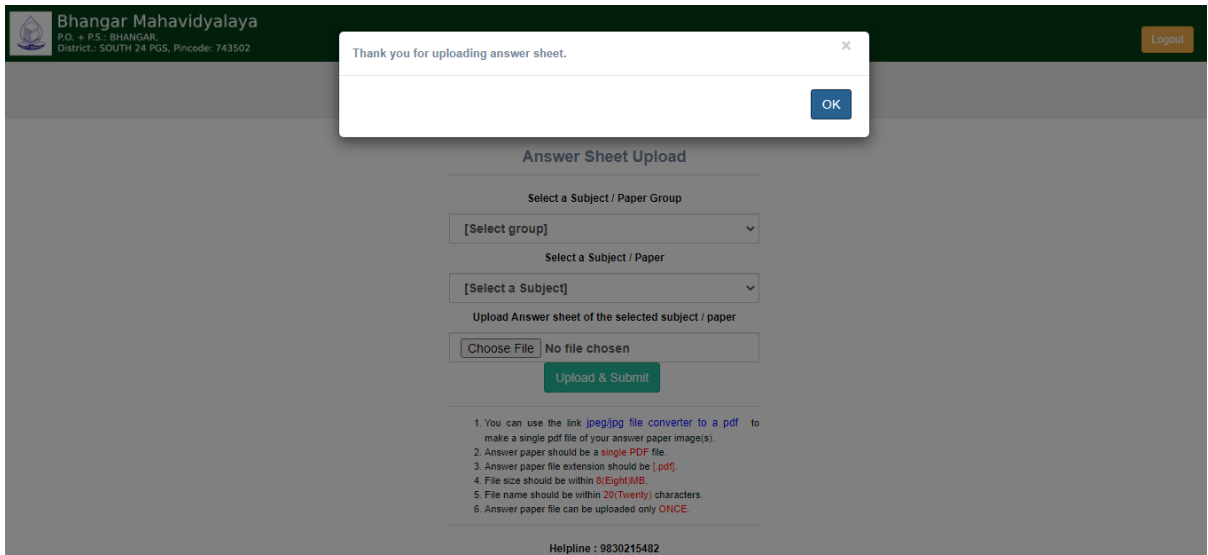 Bhangar Mahavidyalaya
P.O. + P.S.: BHANGAR,
District.: SOUTH 24 PGS, Pincode: 743502
Logout
Thank you for uploading answer sheet.
×
OK
Answer Sheet Upload
Select a Subject / Paper Group
[Select group]
Select a Subject / Paper
[Select a Subject]
Upload Answer sheet of the selected subject / paper
Choose File No file chosen
Upload & Submit
1. You can use the link jpeg/jpg file converter to a pdf to
make a single pdf file of your answer paper image(s).
2. Answer paper should be a single PDF file.
3. Answer paper file extension should be [.pdf].
4. File size should be within 8(Eight)MB.
5. File name should be within 20(Twenty) characters.
6. Answer paper file can be uploaded only ONCE.
Helpline : 9830215482